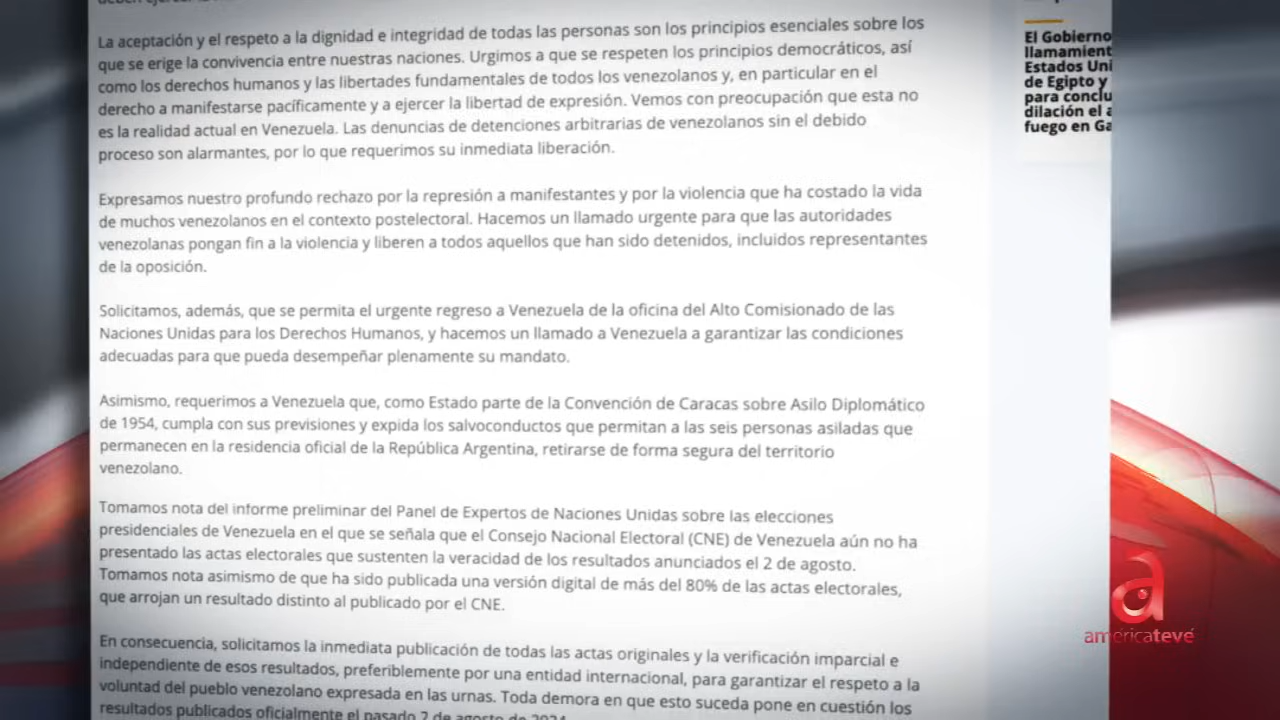 La aceptación y el respeto a la dignidad e integridad de todas las personas son los principios esenciales sobre los
que se erige la convivencia entre nuestras naciones. Urgimos a que se respeten los principios democráticos, así
como los derechos humanos y las libertades fundamentales de todos los venezolanos y, en particular en el
derecho a manifestarse pacíficamente y a ejercer la libertad de expresión. Vemos con preocupación que esta no
es la realidad actual en Venezuela. Las denuncias de detenciones arbitrarias de venezolanos sin el debido
proceso son alarmantes, por lo que requerimos su inmediata liberación.
Expresamos nuestro profundo rechazo por la represión a manifestantes y por la violencia que ha costado la vida
de muchos venezolanos en el contexto postelectoral. Hacemos un llamado urgente para que las autoridades
venezolanas pongan fin a la violencia y liberen a todos aquellos que han sido detenidos, incluidos representantes
de la oposición.
Solicitamos, además, que se permita el urgente regreso a Venezuela de la oficina del Alto Comisionado de las
Naciones Unidas para los Derechos Humanos, y hacemos un llamado a Venezuela a garantizar las condiciones
adecuadas para que pueda desempeñar plenamente su mandato.
Asimismo, requerimos a Venezuela que, como Estado parte de la Convención de Caracas sobre Asilo Diplomático
de 1954, cumpla con sus previsiones y expida los salvoconductos que permitan a las seis personas asiladas que
permanecen en la residencia oficial de la República Argentina, retirarse de forma segura del territorio
venezolano.
Tomamos nota del informe preliminar del Panel de Expertos de Naciones Unidas sobre las elecciones
presidenciales de Venezuela en el que se señala que el Consejo Nacional Electoral (CNE) de Venezuela aún no ha
presentado las actas electorales que sustenten la veracidad de los resultados anunciados el 2 de agosto.
Tomamos nota asimismo de que ha sido publicada una versión digital de más del 80% de las actas electorales,
que arrojan un resultado distinto al publicado por el CNE.
En consecuencia, solicitamos la inmediata publicación de todas las actas originales y la verificación imparcial e
independiente de esos resultados, preferiblemente por una entidad internacional, para garantizar el respeto a la
voluntad del pueblo venezolano expresada en las urnas. Toda demora en que esto suceda pone en cuestión los
resultados publicados oficialmente el pasado 2 de agosto de 2024
El Gobierno
llamamient
Estados Uni
de Egipto y
para conclu
dilación el a
fuego en Ga
a
américatevé